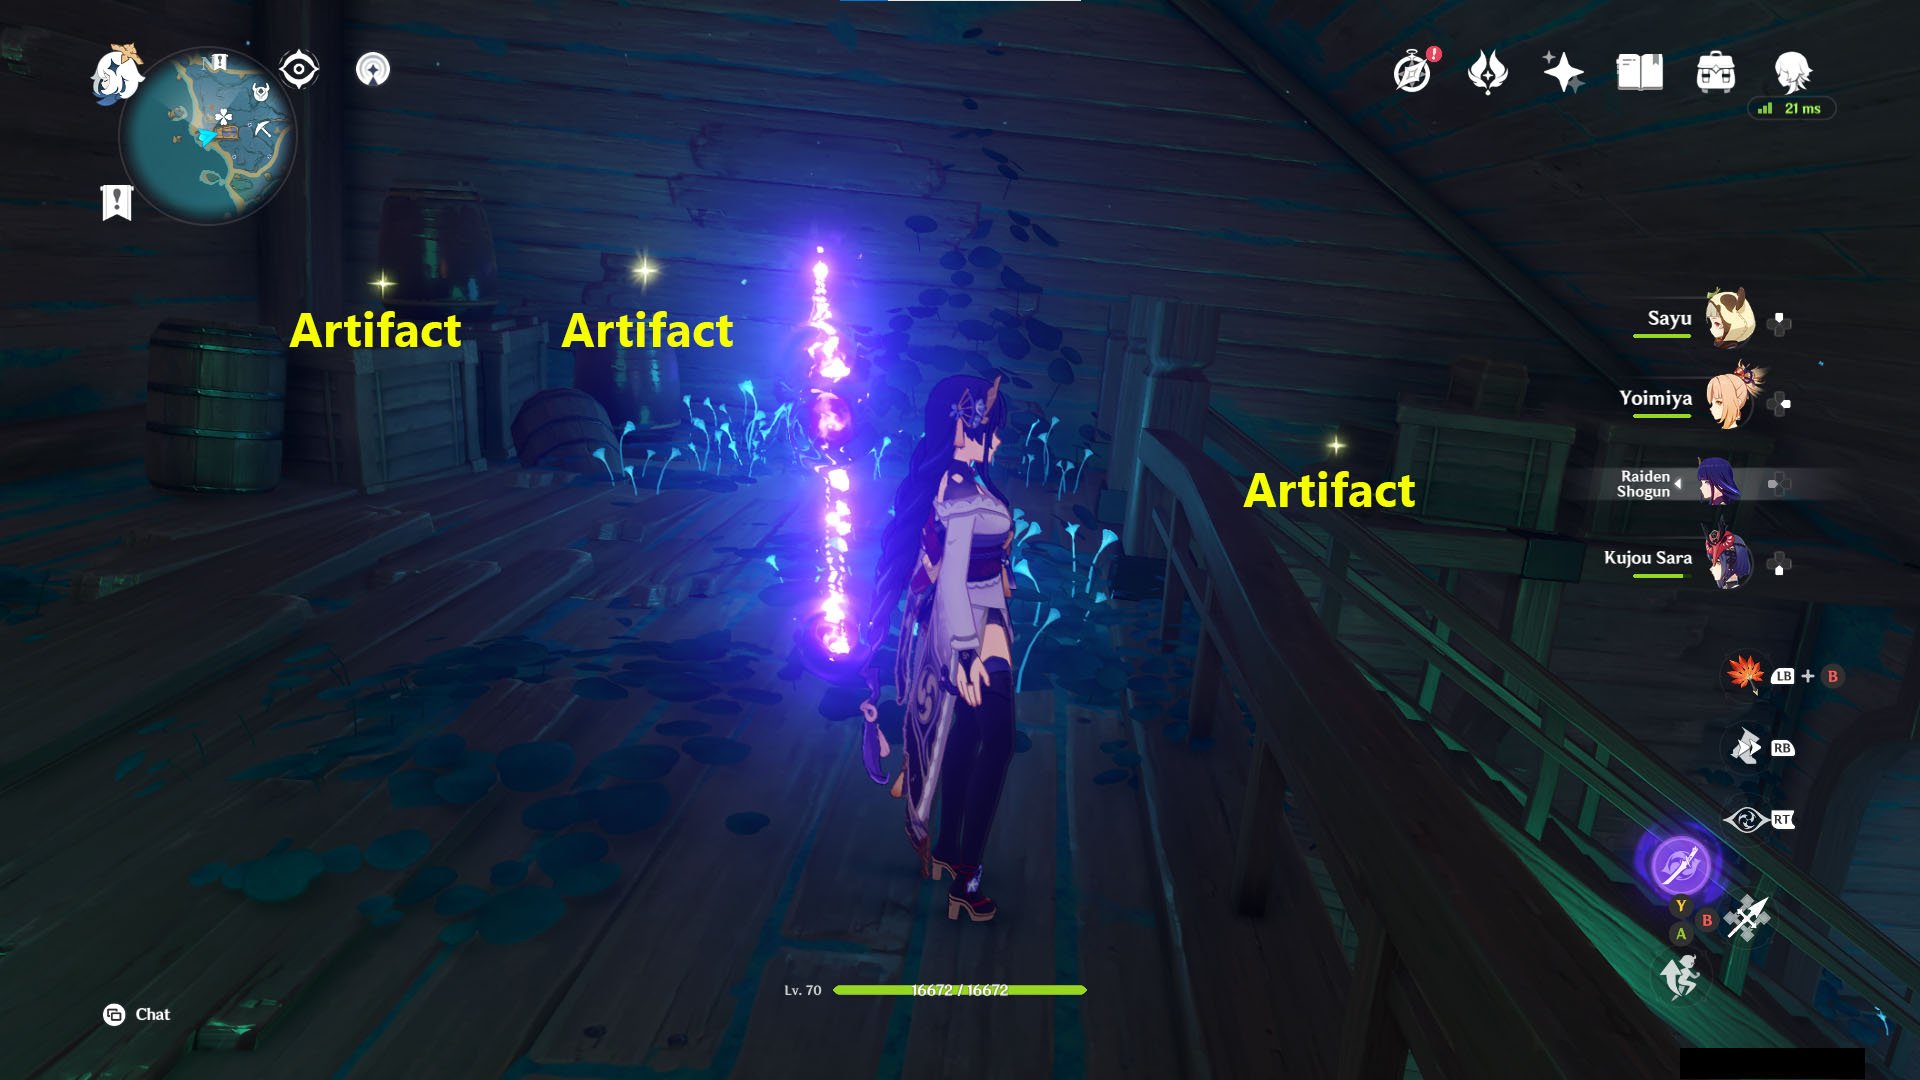 N
21 ms
Artifact
Artifact
Artifact
Sayu
Yoimiya
Raiden
Shogun
Kujou Sara
LB + B
RB
RT
Y
B
A
Lv. 70
16672 / 16672
Chat